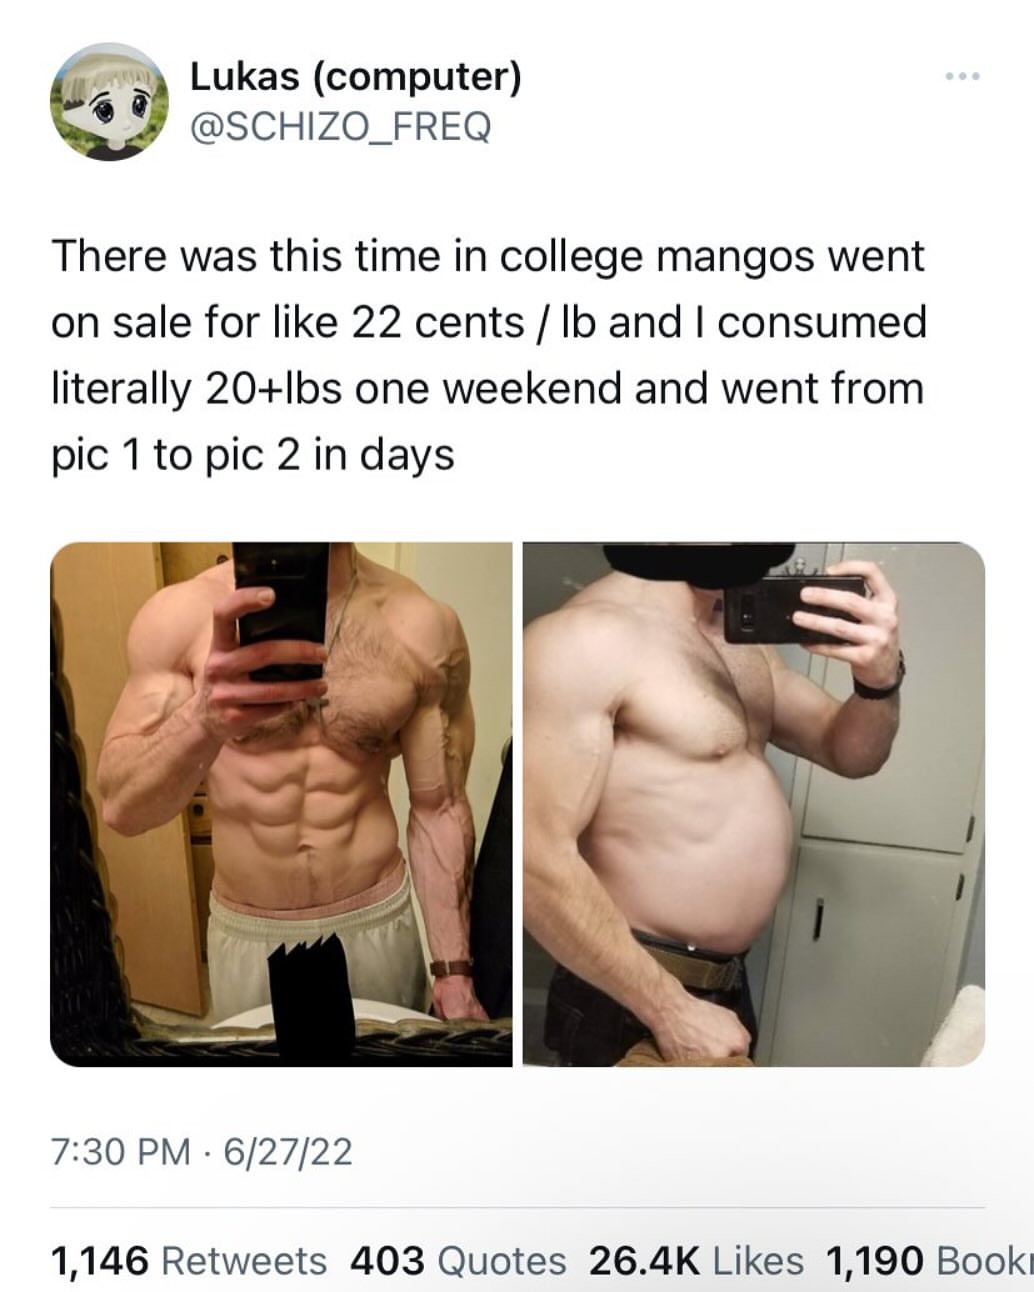 Lukas (computer)
@SCHIZO_FREQ
There was this time in college mangos went
on sale for like 22 cents / lb and I consumed
literally 20+lbs one weekend and went from
pic 1 to pic 2 in days
7:30 PM · 6/27/22
1,146 Retweets 403 Quotes 26.4K Likes 1,190 Bookr